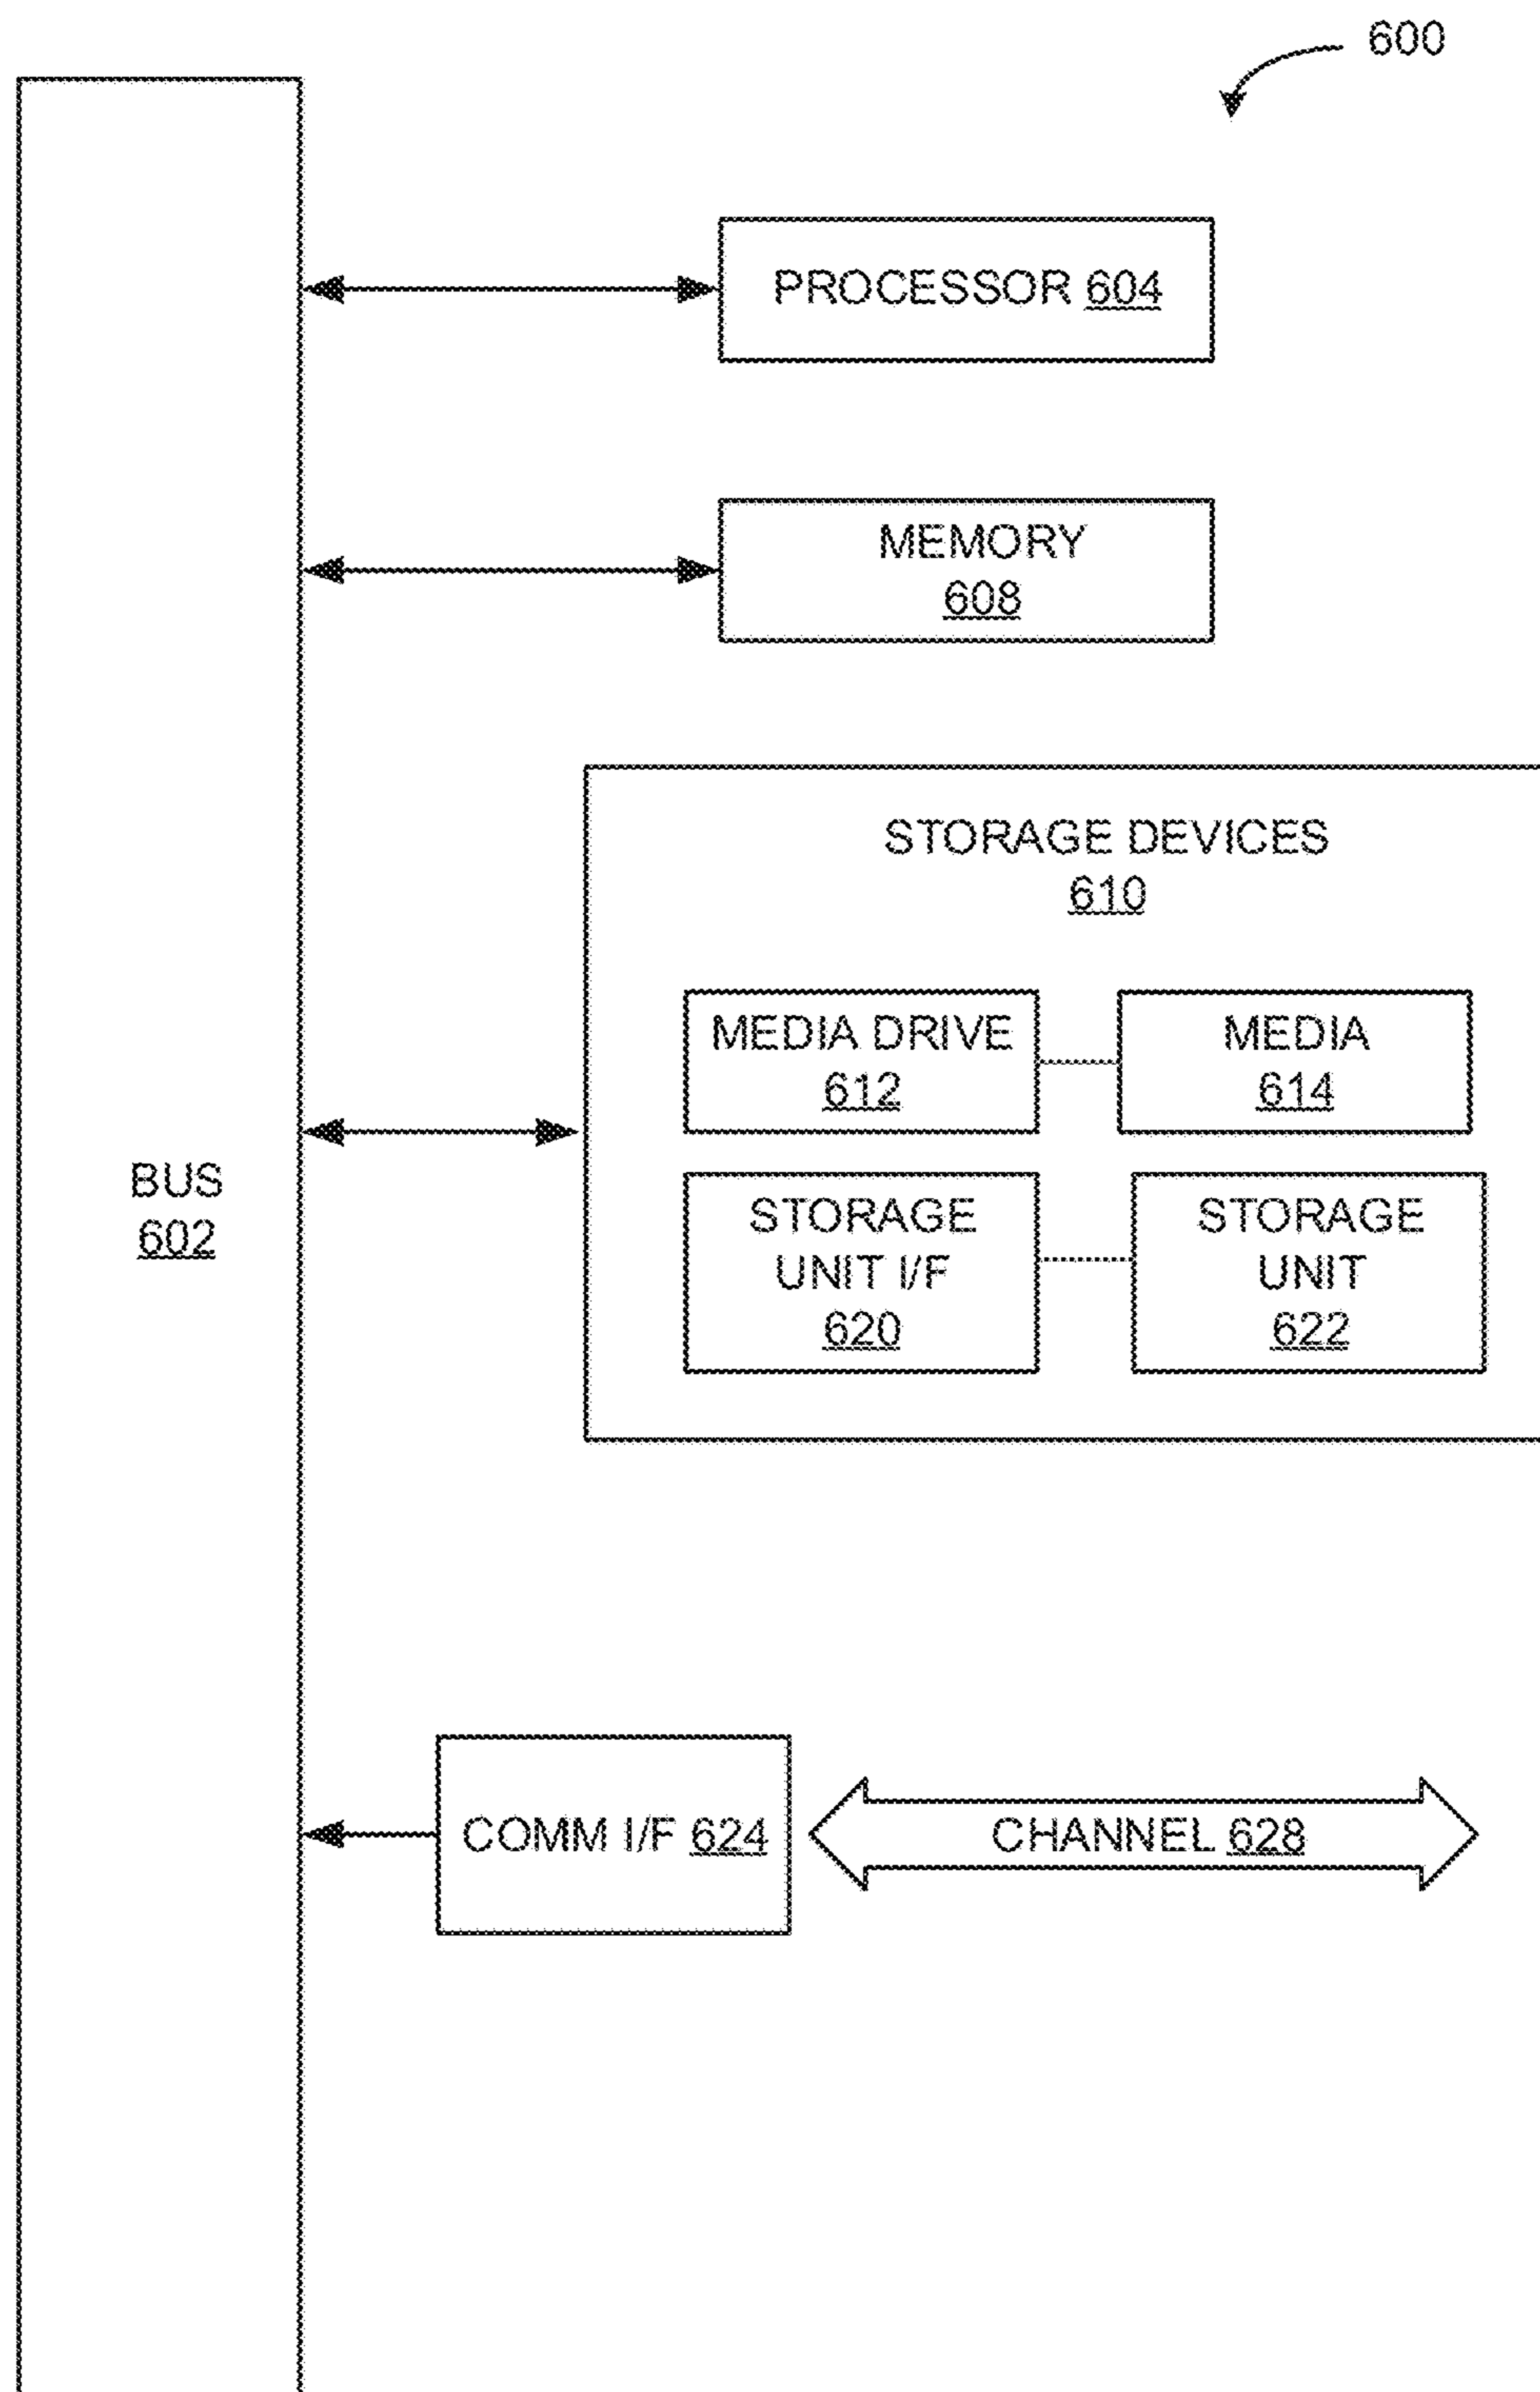 600
PROCESSOR 604
MEMORY
608
STORAGE DEVICES
610
MEDIA DRIVE
612
MEDIA
614
BUS
602
STORAGE
UNIT I/F
620
STORAGE
UNIT
622
COMM I/F 624
CHANNEL 628